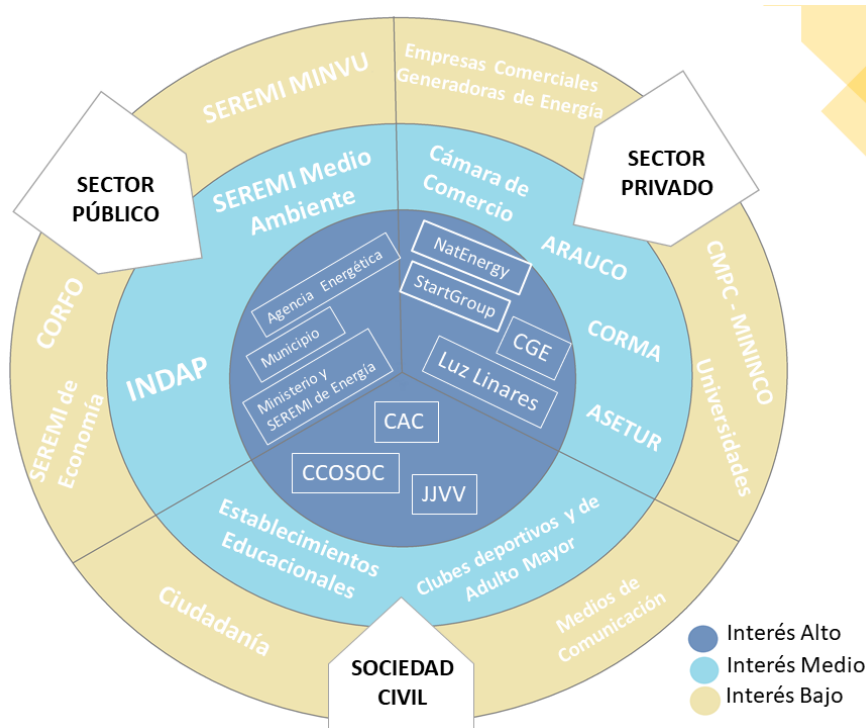 SEREMI MINVU
Empresas Comerciales
Generadoras de Energía
SECTOR
PÚBLICO
SECTOR
PRIVADO
SEREMI Medio
Ambiente
Cámara de
Comercio
NatEnergy
StartGroup
ARAUCO
CMPC - MININCO
CORFO
Agencia Energética
Municipio
Ministerio y
SEREMI de Energía
CGE
Luz Linares
CORMA
INDAP
ASETUR
Universidades
SEREMI de
Economía
CAC
CCOSOC
JJVV
Establecimientos
Educacionales
Clubes deportivos y de
Adulto Mayor
Ciudadanía
Medios de
Comunicación
SOCIEDAD
CIVIL
Interés Alto
Interés Medio
Interés Bajo